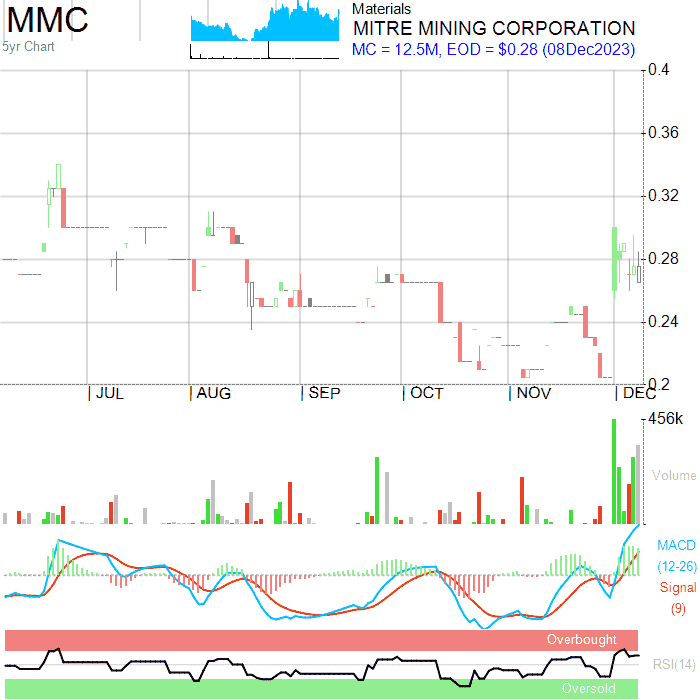 MMC
5yr Chart
Materials
MITRE MINING CORPORATION
MC = 12.5M, EOD = $0.28 (08Dec2023)
0.4
0.36
0.32
0.28
0.24
0.2
JUL AUG SEP OCT NOV DEC
456k
Volume
MACD
(12-26)
Signal
(9)
Overbought
RSI(14)
Oversold